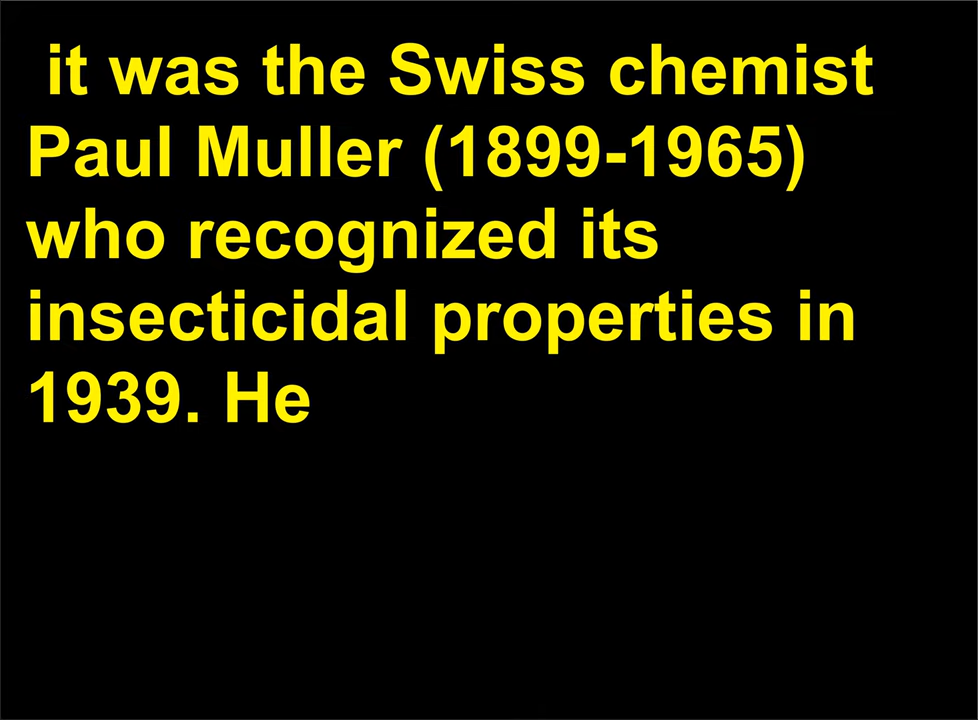 it was the Swiss chemist
Paul Muller (1899-1965)
who recognized its
insecticidal properties in
1939. He